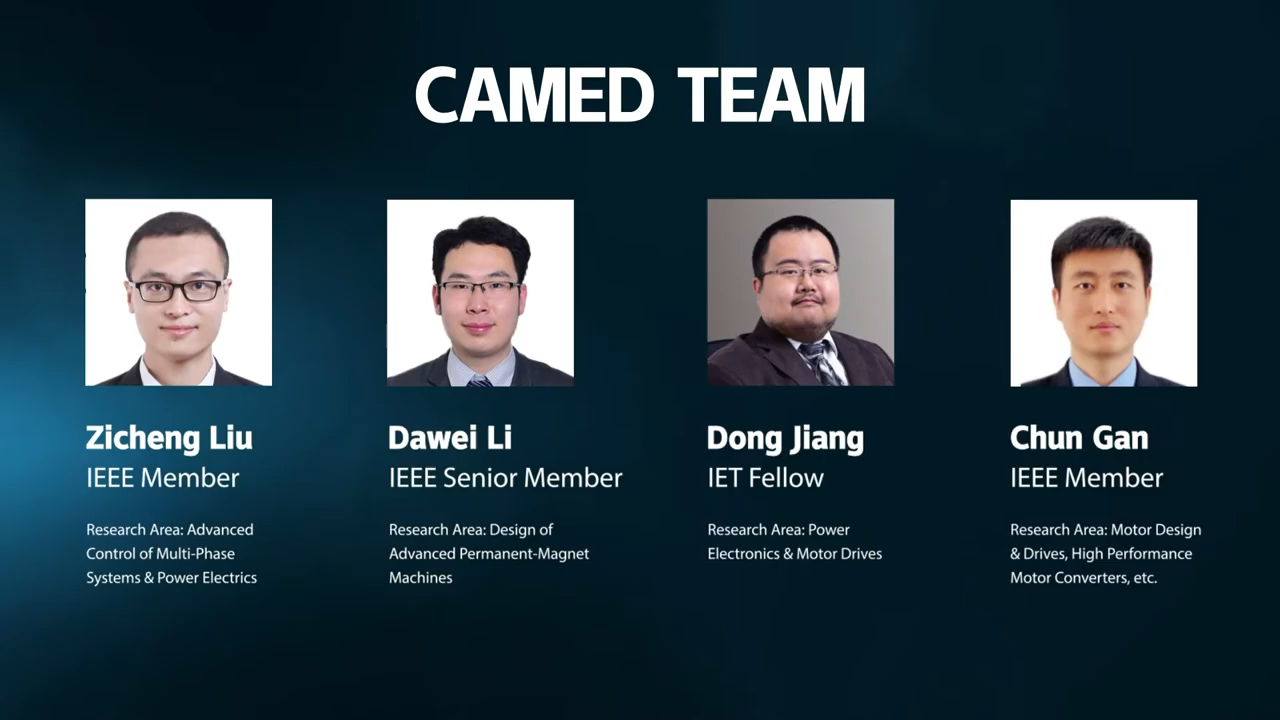 CAMED TEAM
Zicheng Liu
IEEE Member
Research Area: Advanced
Control of Multi-Phase
Systems & Power Electrics
Dawei Li
IEEE Senior Member
Research Area: Design of
Advanced Permanent-Magnet
Machines
Dong Jiang
IET Fellow
Research Area: Power
Electronics & Motor Drives
Chun Gan
IEEE Member
Research Area: Motor Design
& Drives, High Performance
Motor Converters, etc.